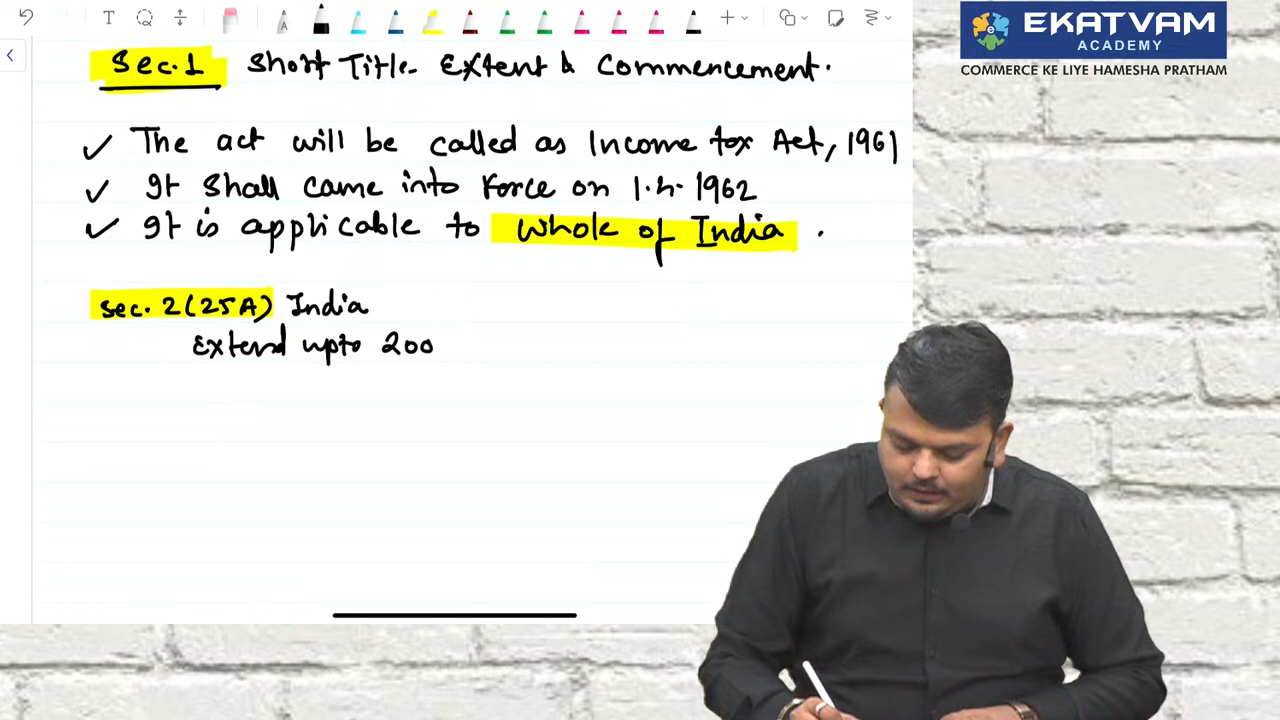 EKATVAM
ACADEMY
COMMERCE KE LIYE HAMESHA PRATHAM
Sec.1 Short Title Extent & Commencement.
✓ The act will be called as Income tax Act, 1961
✓ It shall came into Force on 1.4.1962
✓ It is applicable to whole of India.
Sec. 2(25A) India
Extend upto 200